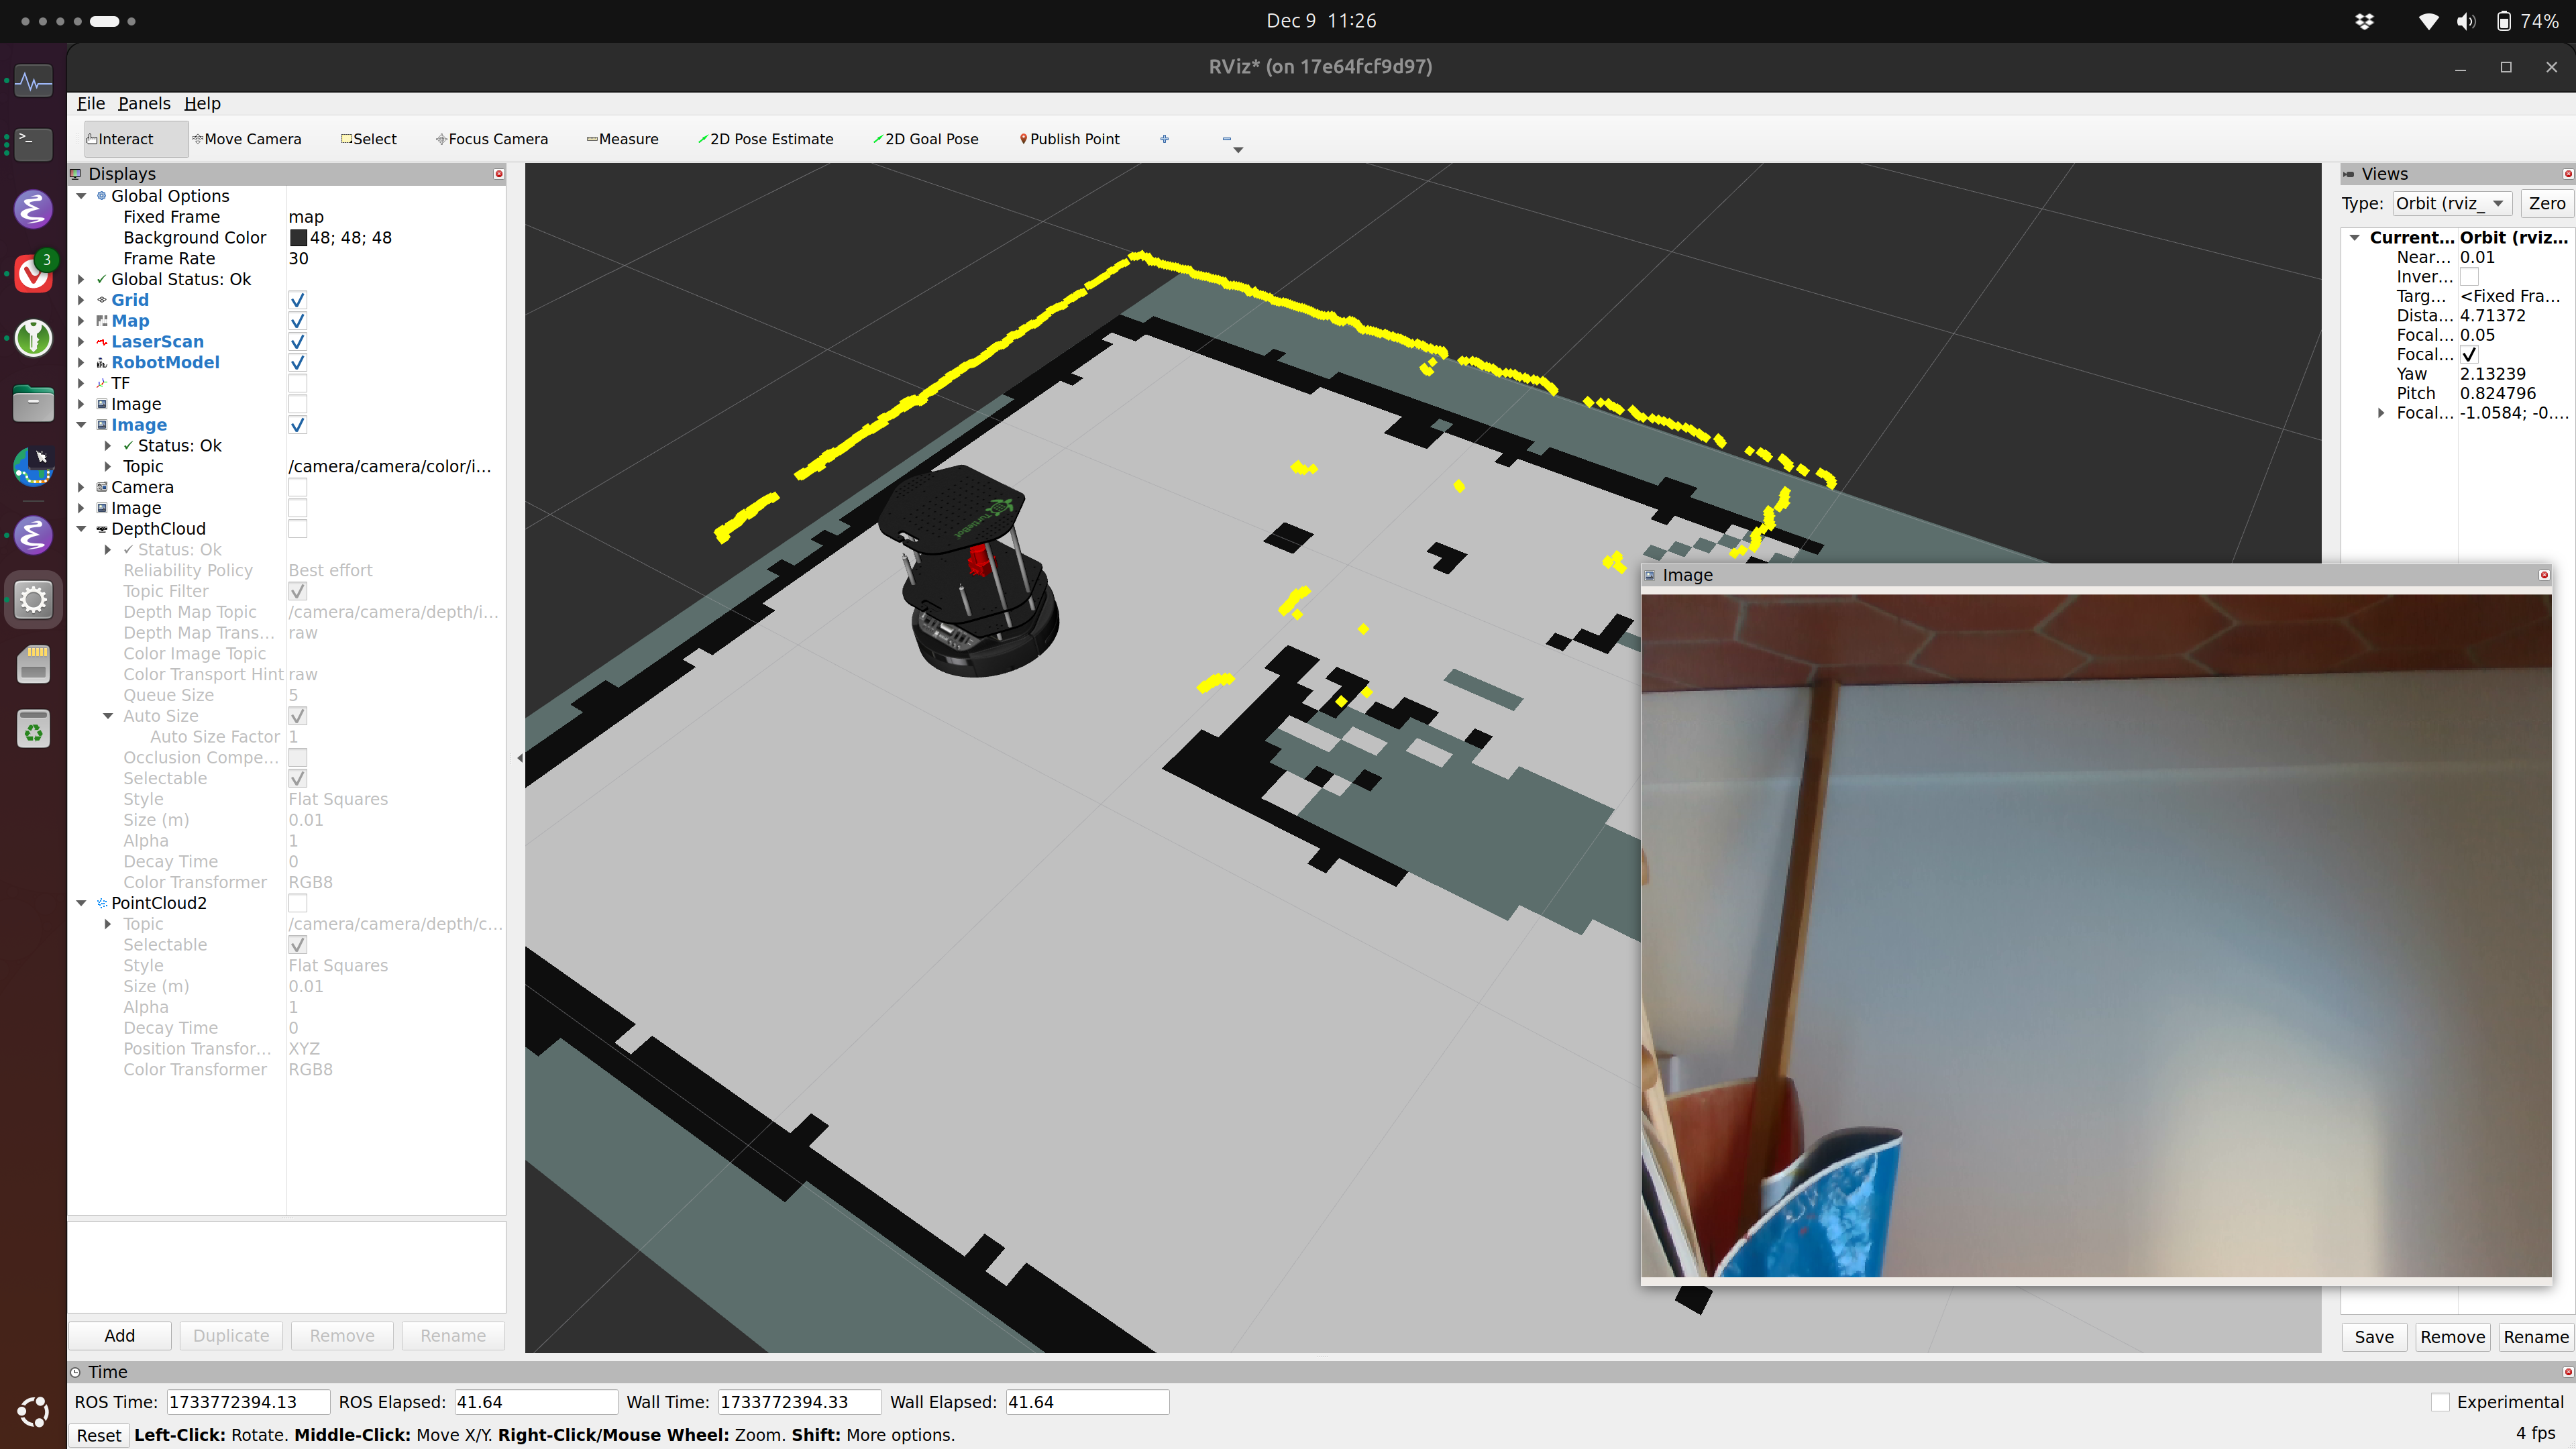 Dec 9 11:26
74%
RViz* (on 17e64fcf9d97)
File Panels Help
Interact Move Camera Select Focus Camera Measure 2D Pose Estimate 2D Goal Pose Publish Point
3
Displays
Global Options
Fixed Frame map
Background Color 48; 48; 48
Frame Rate 30
Global Status: Ok
Grid
Map
LaserScan
RobotModel
TF
Image
Image
Status: Ok
Topic /camera/camera/color/i...
Camera
Image
DepthCloud
Status: Ok
Reliability Policy Best effort
Topic Filter
Depth Map Topic /camera/camera/depth/i...
Depth Map Trans... raw
Color Image Topic
Color Transport Hint raw
Queue Size 5
Auto Size
Auto Size Factor 1
Occlusion Compe...
Selectable
Style Flat Squares
Size (m) 0.01
Alpha 1
Decay Time 0
Color Transformer RGB8
PointCloud2
Topic /camera/camera/depth/c...
Selectable
Style Flat Squares
Size (m) 0.01
Alpha 1
Decay Time 0
Position Transfor... XYZ
Color Transformer RGB8
Add Duplicate Remove Rename
TurtleBot
Views
Type: Orbit (rviz_ Zero
Current... Orbit (rviz...
Near... 0.01
Inver...
Targ... <Fixed Fra...
Dista... 4.71372
Focal... 0.05
Focal...
Yaw 2.13239
Pitch 0.824796
Focal... -1.0584; -0....
Image
Save Remove Rename
Time
ROS Time: 1733772394.13 ROS Elapsed: 41.64 Wall Time: 1733772394.33 Wall Elapsed: 41.64 Experimental
Reset Left-Click: Rotate. Middle-Click: Move X/Y. Right-Click/Mouse Wheel: Zoom. Shift: More options. 4 fps